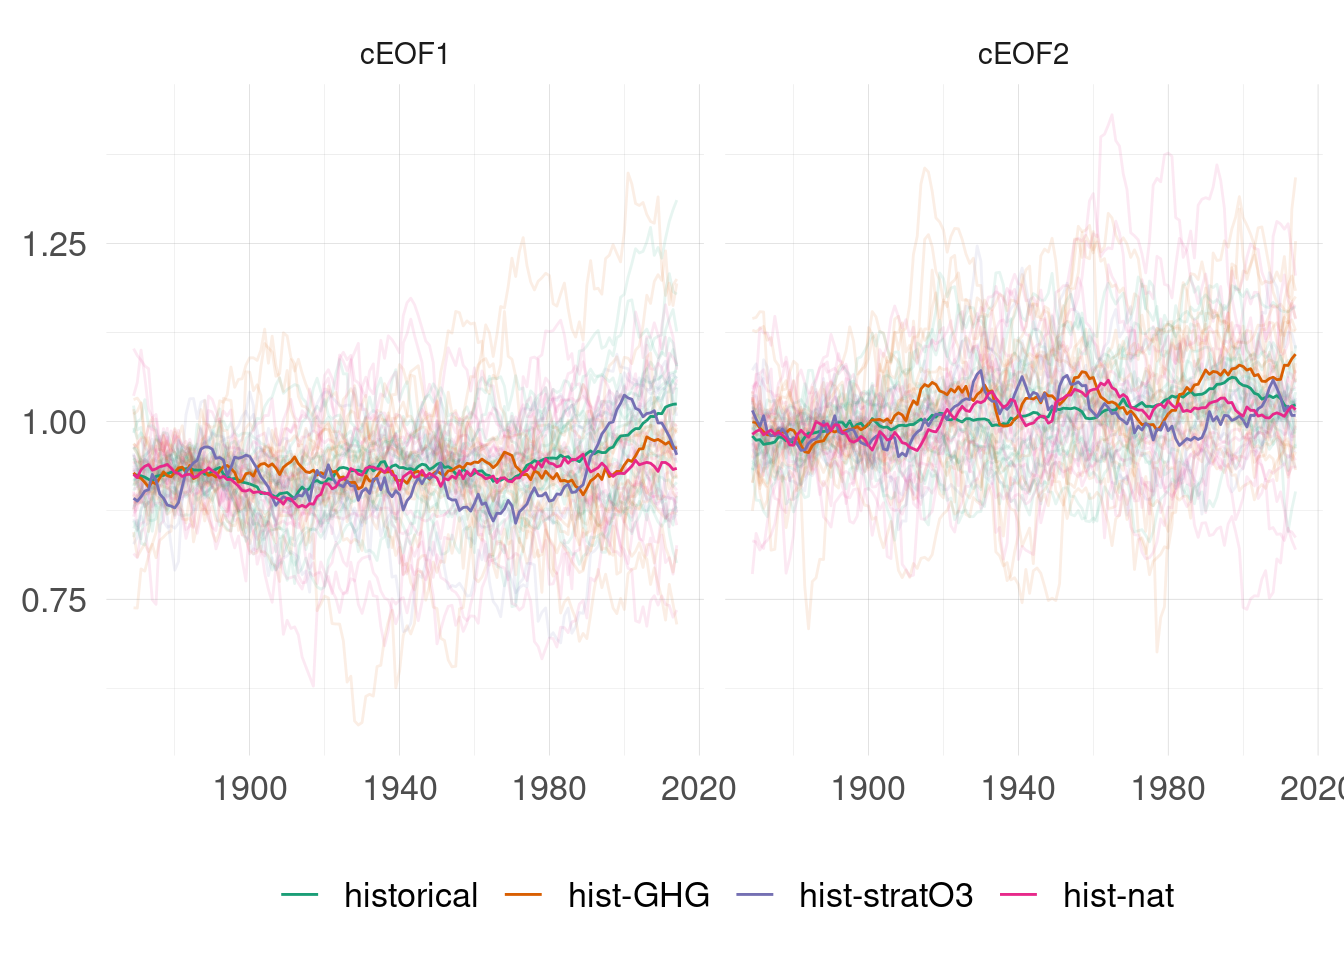 cEOF1 cEOF2
1.25
1.00
0.75
1900 1940 1980 2020 1900 1940 1980 2020
historical hist-GHG hist-stratO3 hist-nat